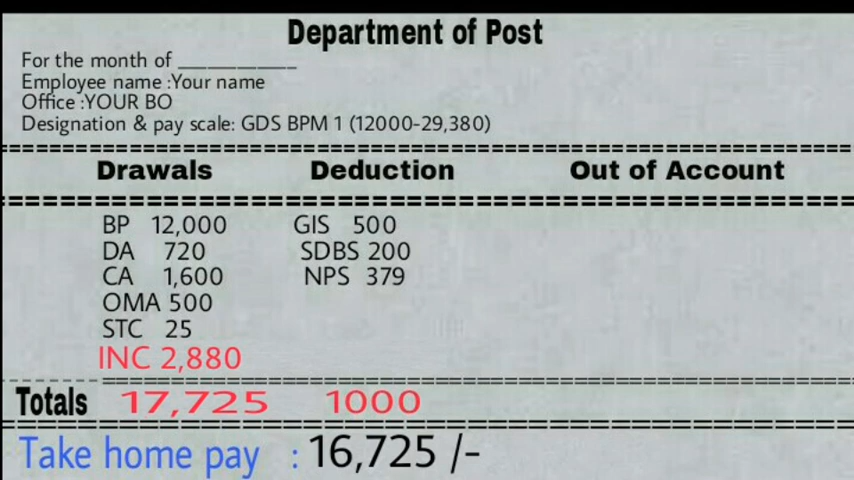 Department of Post
For the month of ____________
Employee name :Your name
Office :YOUR BO
Designation & pay scale: GDS BPM 1 (12000-29,380)
Drawals Deduction Out of Account
BP 12,000 GIS 500
DA 720 SDBS 200
CA 1,600 NPS 379
OMA 500
STC 25
INC 2,880
Totals 17,725 1000
Take home pay : 16,725 /-